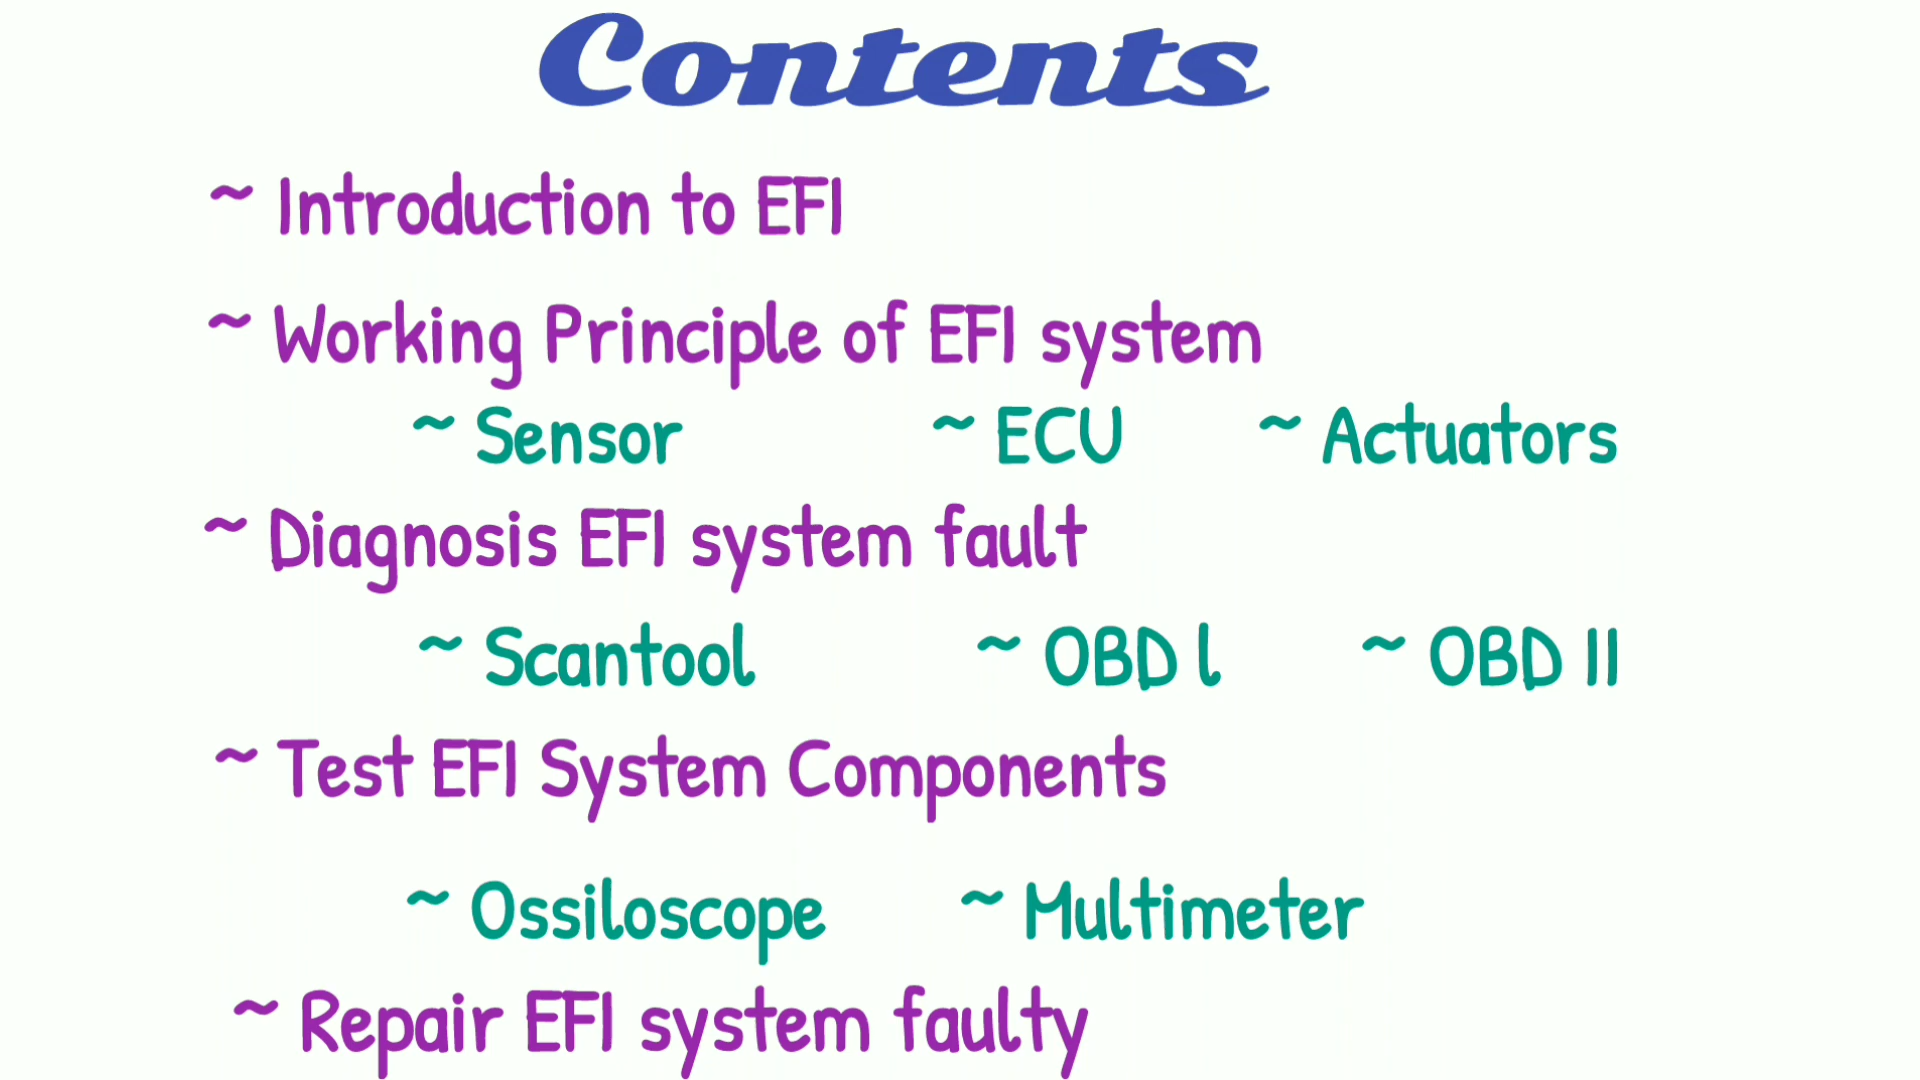 Contents
~ Introduction to EFI
~ Working Principle of EFI system
~ Sensor ~ ECU ~ Actuators
~ Diagnosis EFI system fault
~ Scantool ~ OBD l ~ OBD II
~ Test EFI System Components
~ Ossiloscope ~ Multimeter
~ Repair EFI system faulty